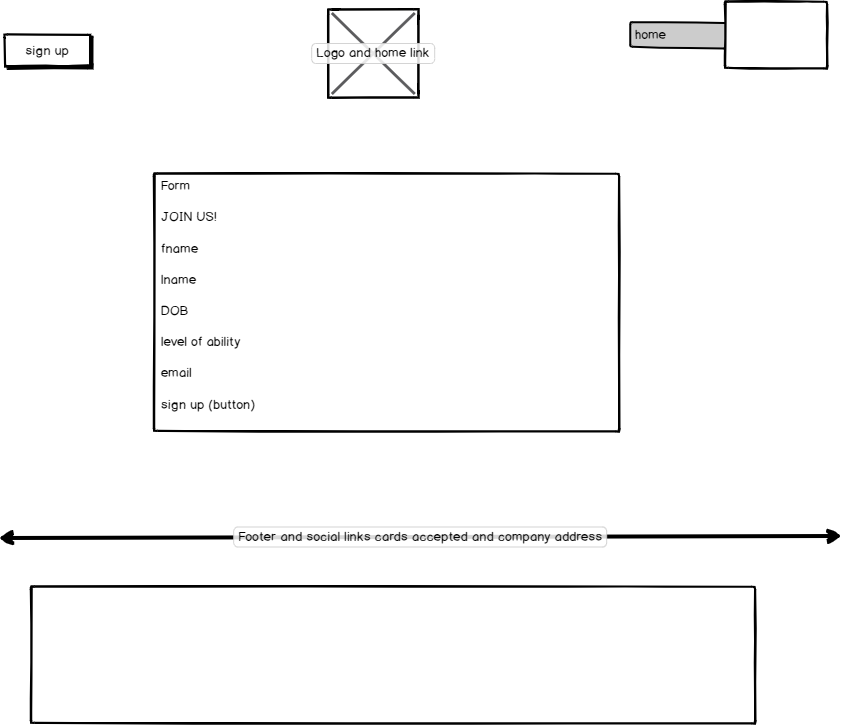 sign up
Logo and home link
home
Form
JOIN US!
fname
lname
DOB
level of ability
email
sign up (button)
Footer and social links cards accepted and company address